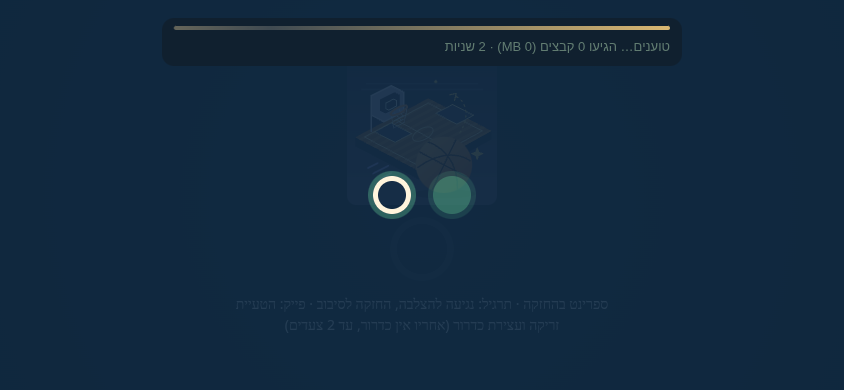 טוענים… הגיעו 0 קבצים (0 MB) · 2 שניות
ספרינט בהחזקה · תרגיל: נגיעה להצלבה, החזקה לסיבוב · פייק: הטעיית
זריקה ועצירת כדרור (אחריו אין כדרור, עד 2 צעדים)